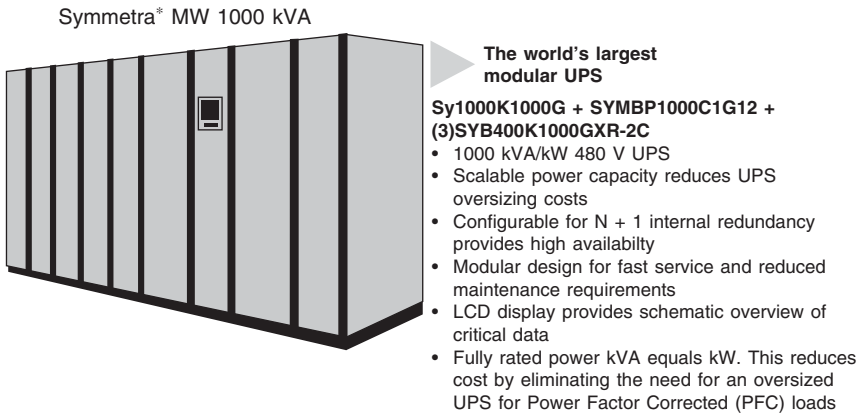 Symmetra* MW 1000 kVA
The world's largest
modular UPS
Sy1000K1000G + SYMBP1000C1G12 +
(3)SYB400K1000GXR-2C
• 1000 kVA/kW 480 V UPS
• Scalable power capacity reduces UPS
oversizing costs
• Configurable for N + 1 internal redundancy
provides high availabilty
• Modular design for fast service and reduced
maintenance requirements
• LCD display provides schematic overview of
critical data
• Fully rated power kVA equals kW. This reduces
cost by eliminating the need for an oversized
UPS for Power Factor Corrected (PFC) loads